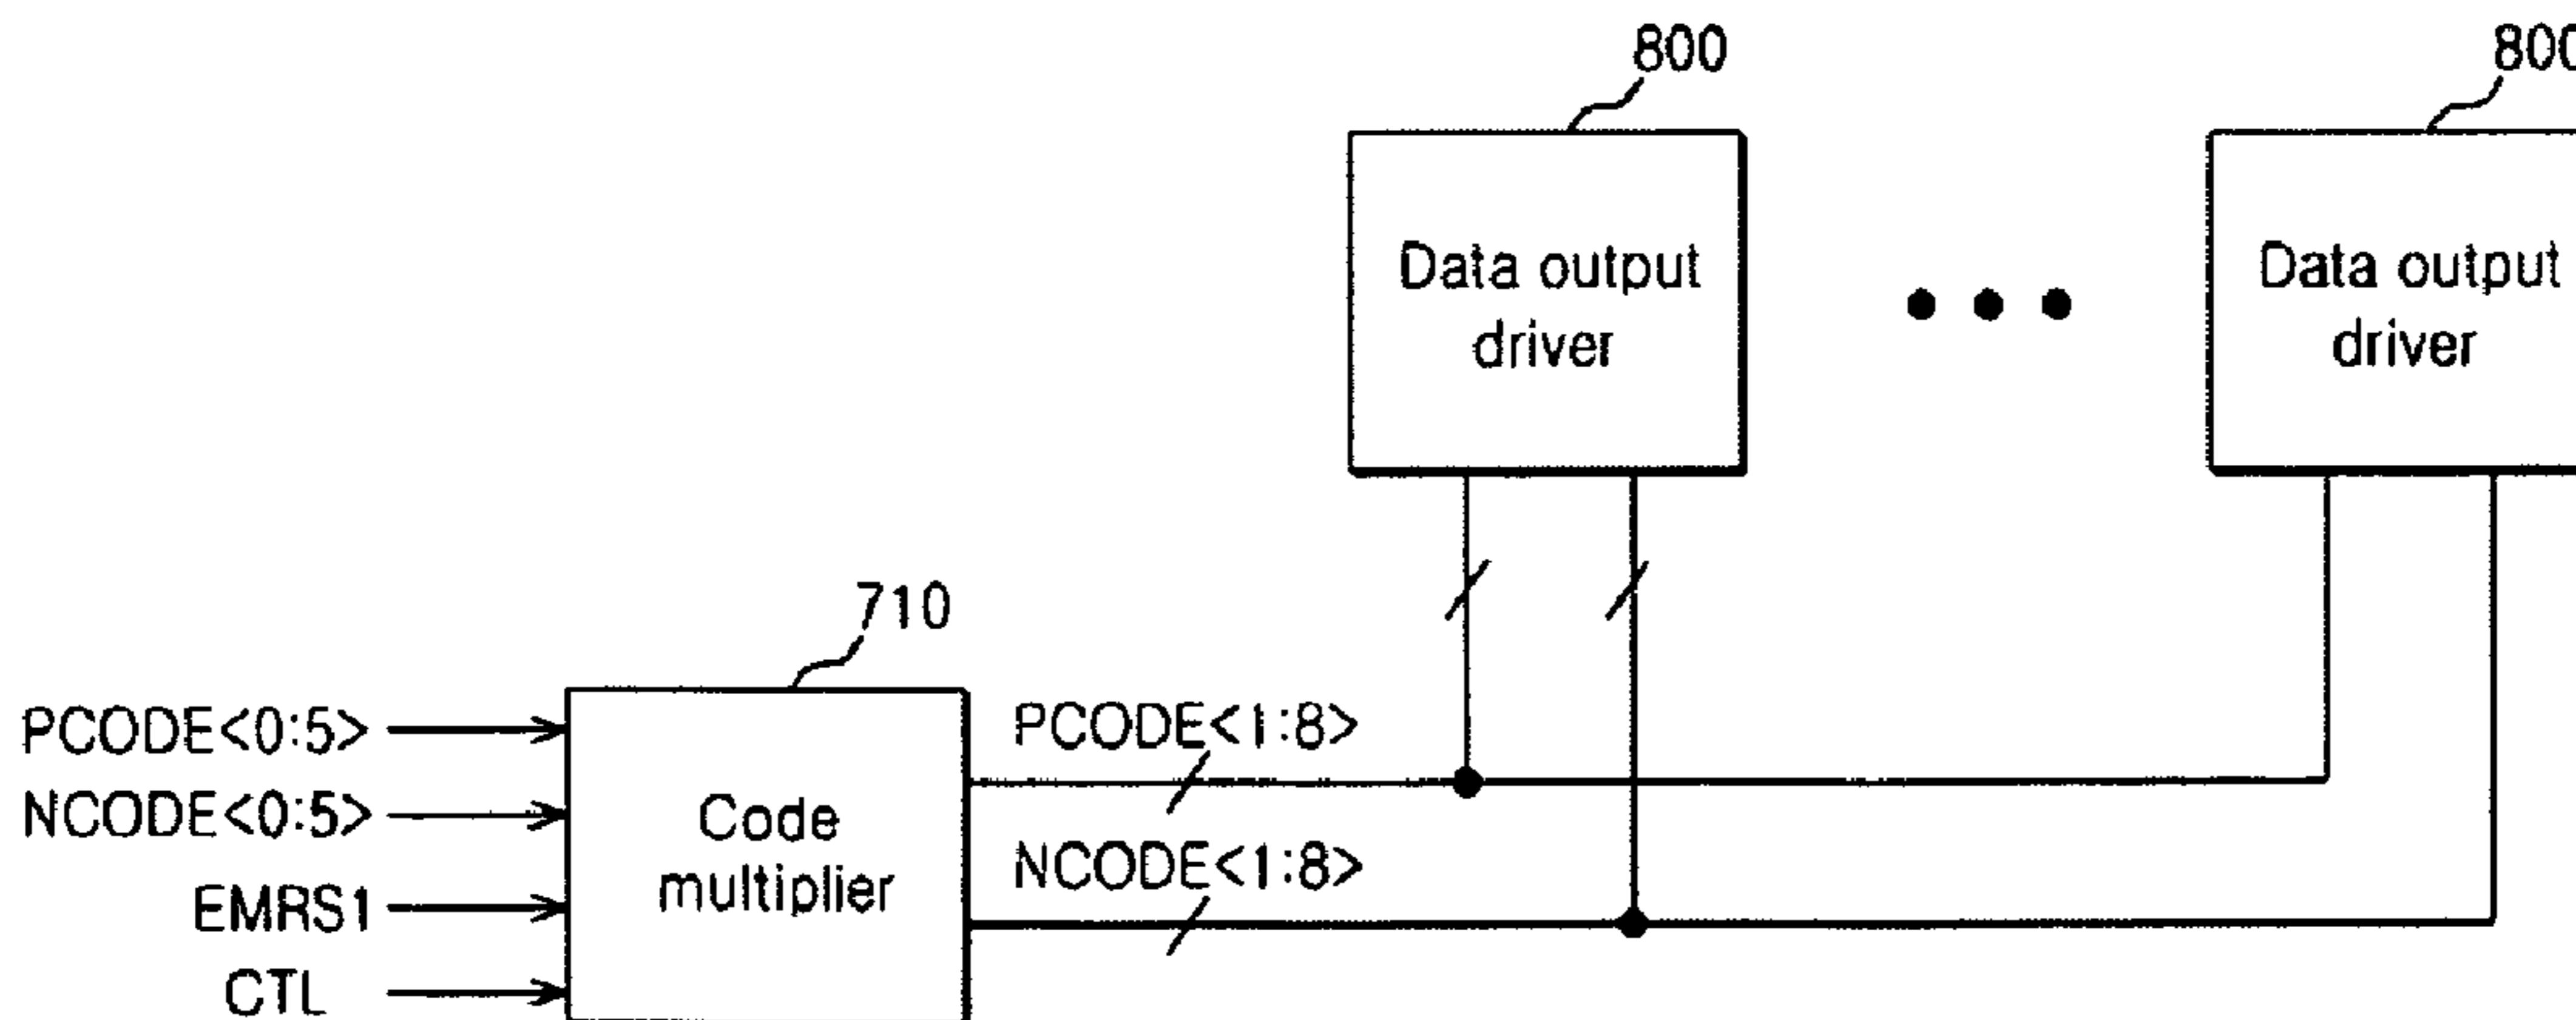 800
800
Data output
driver
Data output
driver
710
PCODE<0:5>
NCODE<0:5>
EMRS1
CTL
Code
multiplier
PCODE<1:8>
NCODE<1:8>